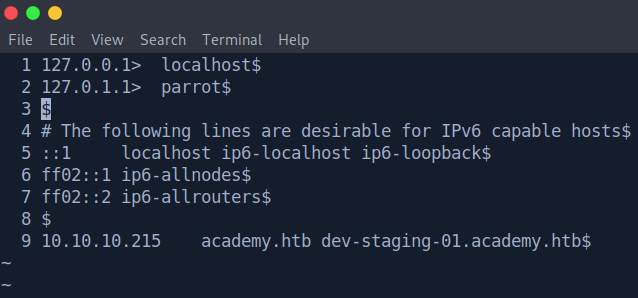 File Edit View Search Terminal Help
1 127.0.0.1>  localhost$
2 127.0.1.1>  parrot$
3 $
4 # The following lines are desirable for IPv6 capable hosts$
5 ::1     localhost ip6-localhost ip6-loopback$
6 ff02::1 ip6-allnodes$
7 ff02::2 ip6-allrouters$
8 $
9 10.10.10.215    academy.htb dev-staging-01.academy.htb$
~
~